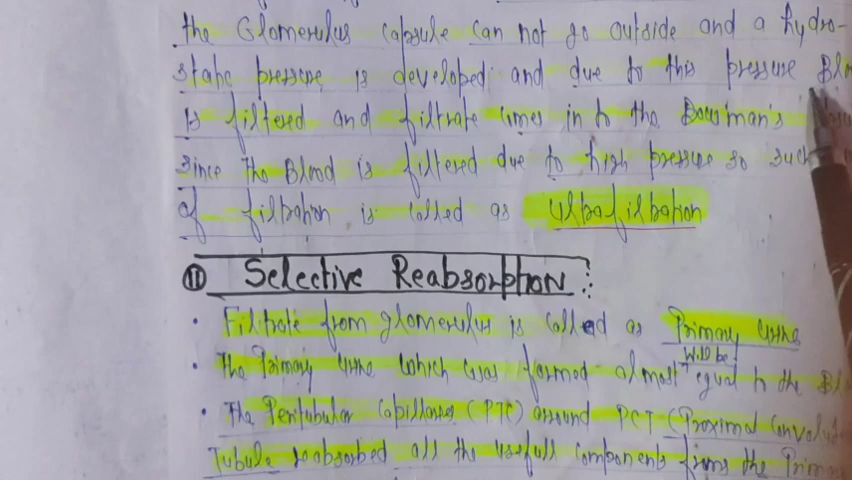 the Glomerulus capsule can not go outside and a hydro-
static pressure is developed and due to this pressure
is filtered and filtrate comes in to the Bowman's
since the Blood is filtered due to high pressure so such
of filtration is called as Ultrafiltration
(II) Selective Reabsorption
• Filtrate from glomerulus is called as Primary urine
will be
• The Primary urine which was formed almost equal to the
• The Peritubular capillaries (PTC) around PCT (Proximal
Tubule reabsorbed all the usefull components from the